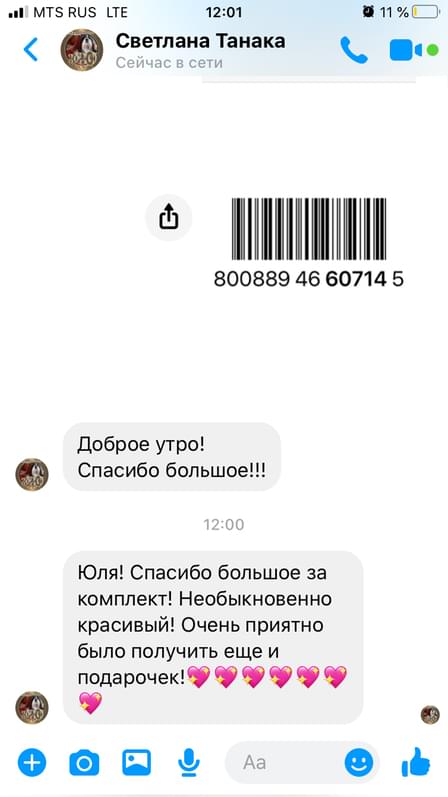 MTS RUS LTE 12:01 11 %
Светлана Танака
Сейчас в сети
800889 46 60714 5
Доброе утро!
Спасибо большое!!!
12:00
Юля! Спасибо большое за
комплект! Необыкновенно
красивый! Очень приятно
было получить еще и
подарочек!💖💖💖💖💖💖
💖
Aa